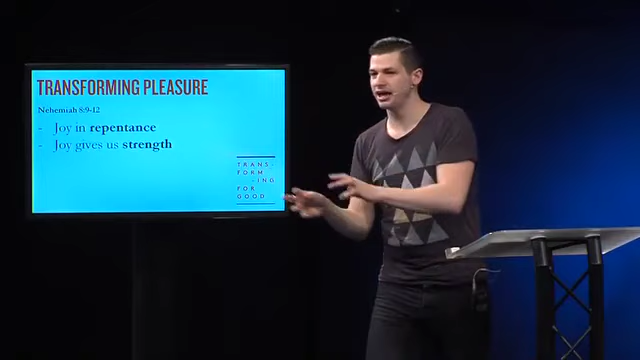 TRANSFORMING PLEASURE
Nehemiah 8:9-12
- Joy in repentance
- Joy gives us strength
TRANS-
FORM
-ING
FOR
GOOD